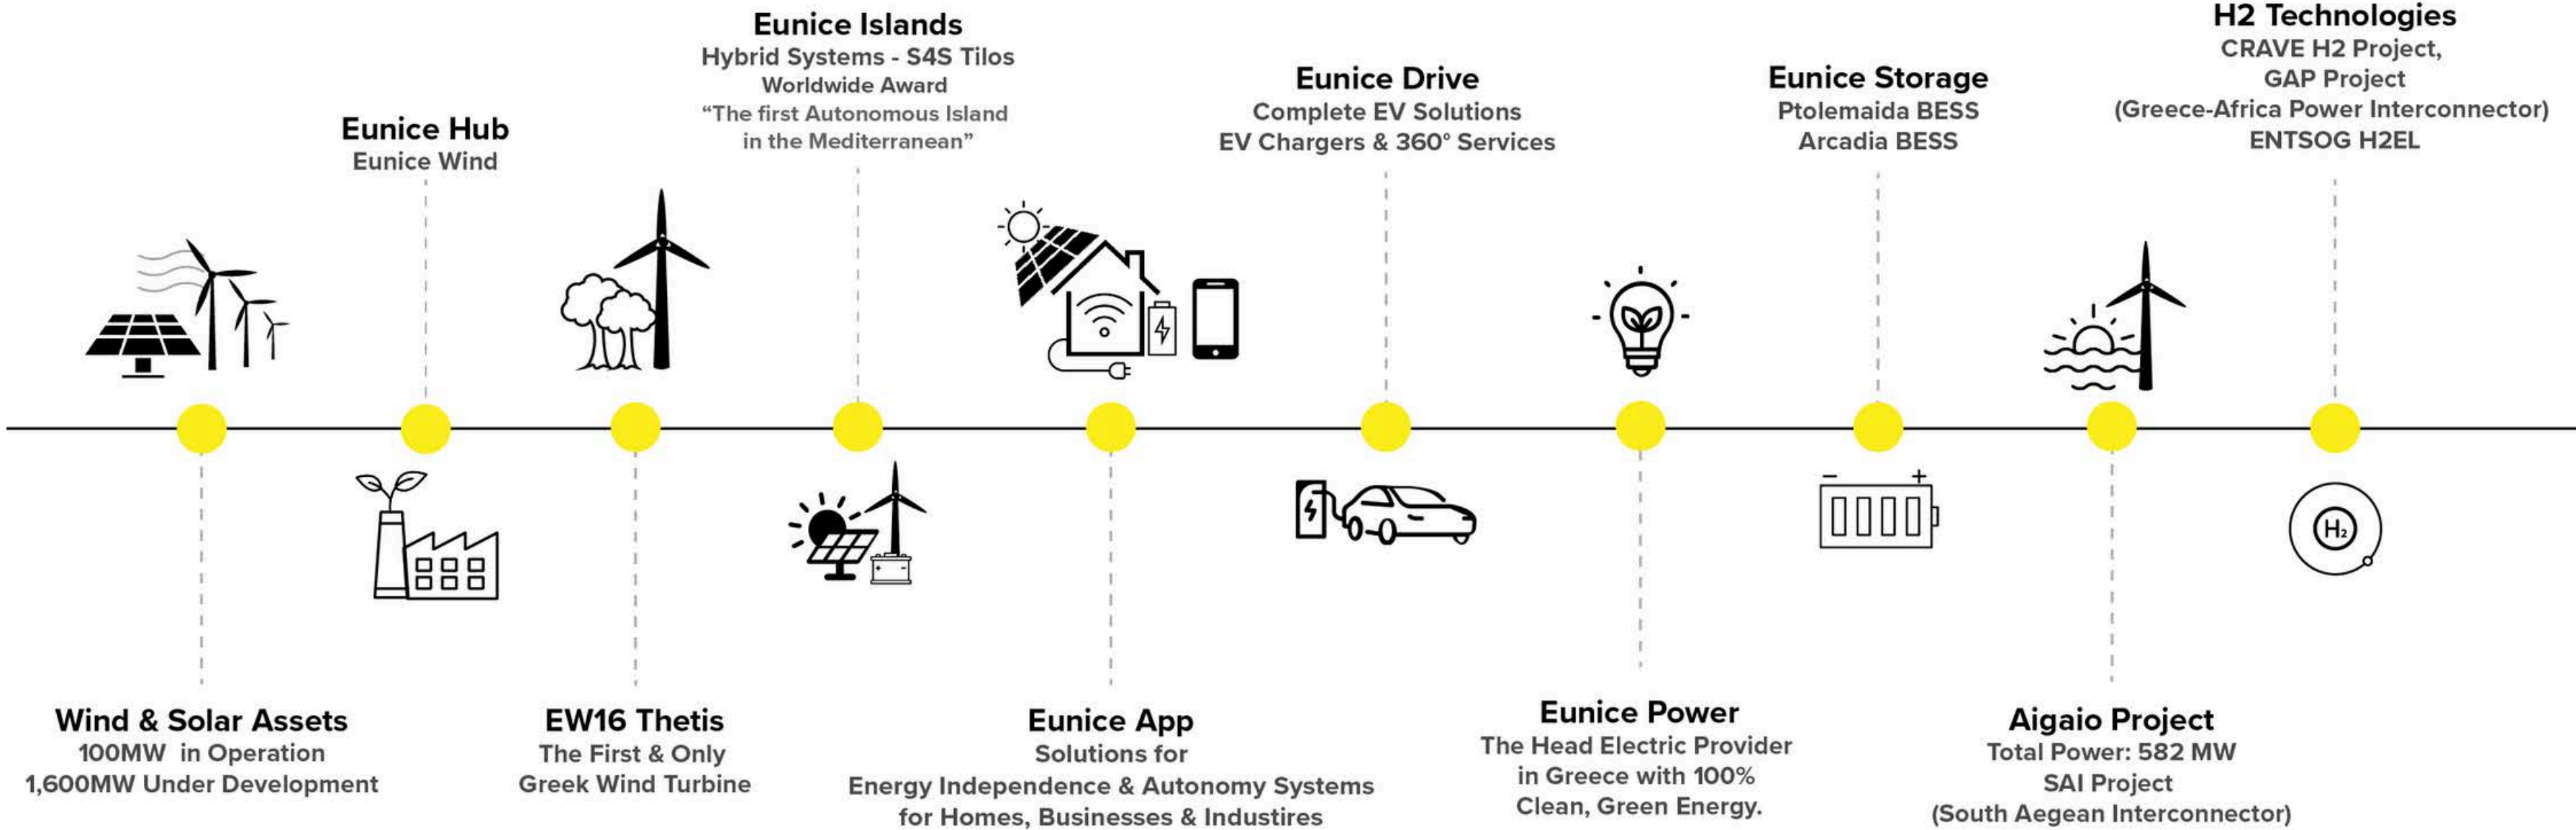 Wind & Solar Assets
100MW in Operation
1,600MW Under Development
Eunice Hub
Eunice Wind
EW16 Thetis
The First & Only
Greek Wind Turbine
Eunice Islands
Hybrid Systems - S4S Tilos
Worldwide Award
“The first Autonomous Island
in the Mediterranean”
Eunice App
Solutions for
Energy Independence & Autonomy Systems
for Homes, Businesses & Industires
Eunice Drive
Complete EV Solutions
EV Chargers & 360° Services
Eunice Power
The Head Electric Provider
in Greece with 100%
Clean, Green Energy.
Eunice Storage
Ptolemaida BESS
Arcadia BESS
- +
Aigaio Project
Total Power: 582 MW
SAI Project
(South Aegean Interconnector)
H2 Technologies
CRAVE H2 Project,
GAP Project
(Greece-Africa Power Interconnector)
ENTSOG H2EL
H₂